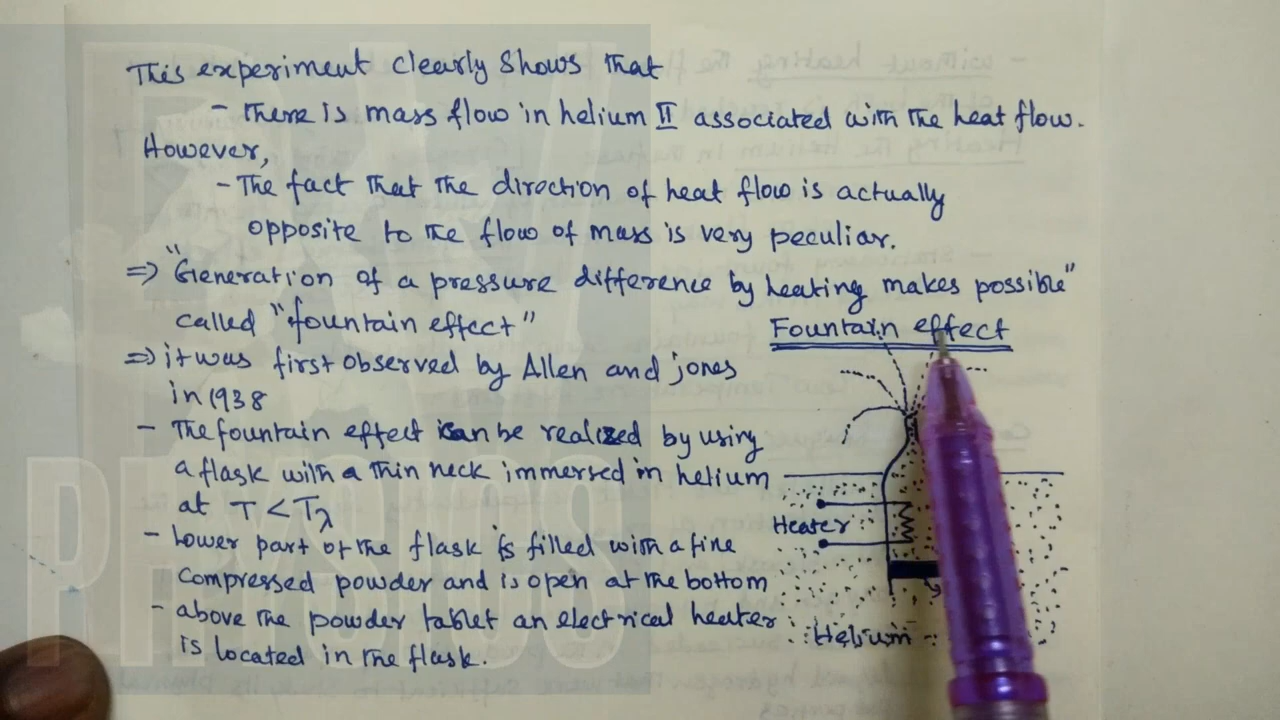 This experiment clearly shows that
- There is mass flow in helium II associated with the heat flow.
However,
- The fact that the direction of heat flow is actually
opposite to the flow of mass is very peculiar.
=> "Generation of a pressure difference by heating makes possible"
called "fountain effect"
Fountain effect
=> it was first observed by Allen and jones
in 1938
- The fountain effect can be realized by using
a flask with a thin neck immersed in helium
at T < Tλ
- lower part of the flask is filled with a fine
compressed powder and is open at the bottom
- above the powder tablet an electrical heater
is located in the flask.
Heater
Helium
PHYSICS